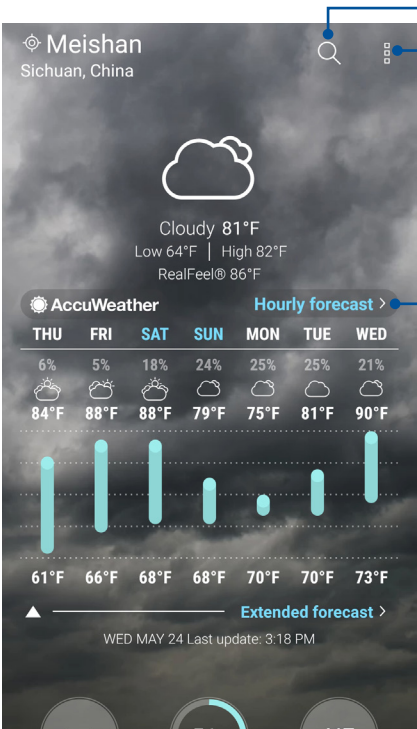 Meishan
Sichuan, China
Cloudy 81°F
Low 64°F | High 82°F
RealFeel® 86°F
AccuWeather Hourly forecast >
THU FRI SAT SUN MON TUE WED
6% 5% 18% 24% 25% 25% 21%
84°F 88°F 88°F 79°F 75°F 81°F 90°F
61°F 66°F 68°F 68°F 70°F 70°F 73°F
Extended forecast >
WED MAY 24 Last update: 3:18 PM